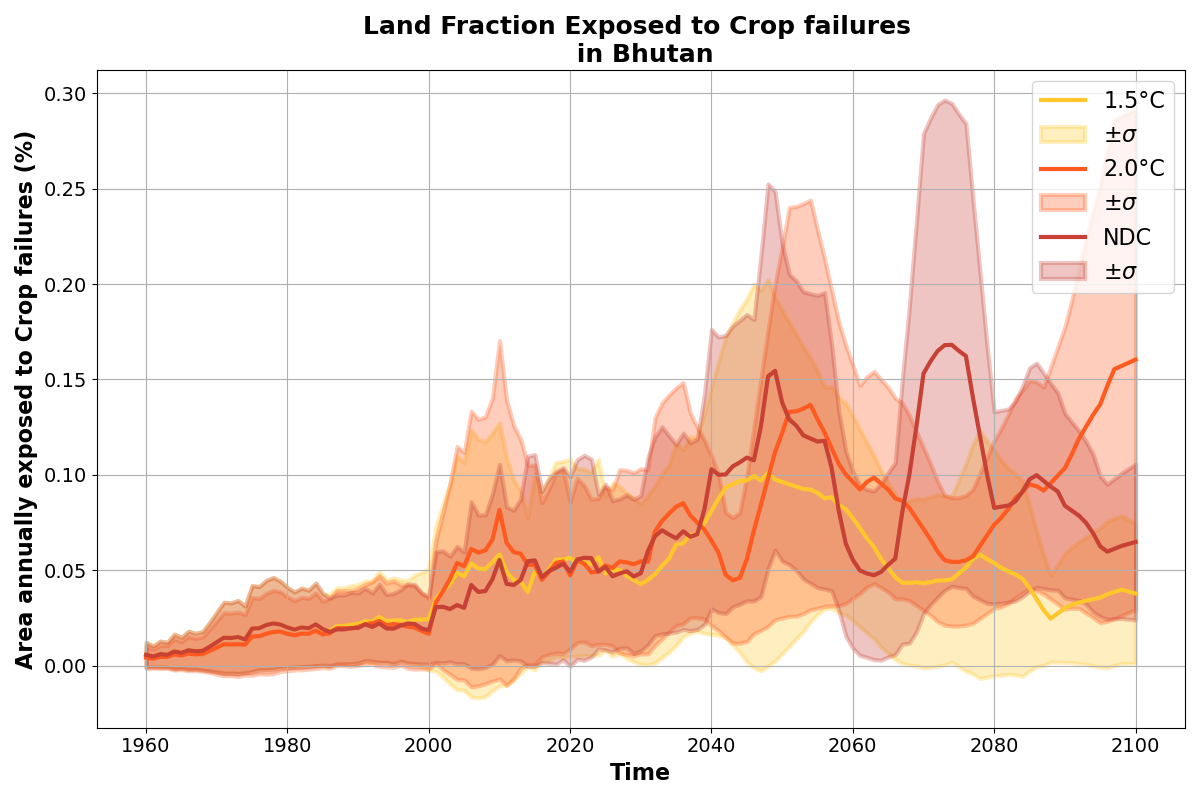 Land Fraction Exposed to Crop failures
in Bhutan
Area annually exposed to Crop failures (%)
0.30
0.25
0.20
0.15
0.10
0.05
0.00
1960
1980
2000
2020
2040
2060
2080
2100
Time
1.5°C
±σ
2.0°C
±σ
NDC
±σ